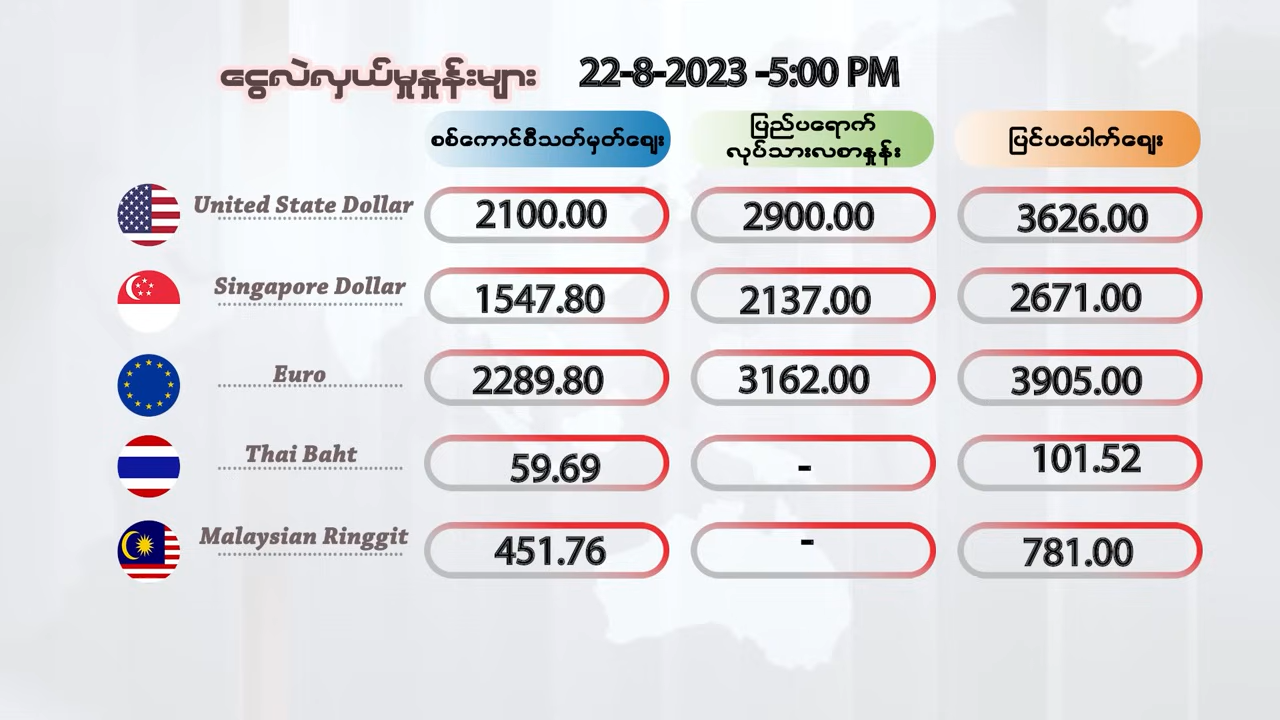 ငွေလဲလှယ်မှုနှုန်းများ 22-8-2023 -5:00 PM
စစ်ကောင်စီသတ်မှတ်ဈေး ပြည်ပရောက် လုပ်သားလစာနှုန်း ပြင်ပပေါက်ဈေး
United State Dollar 2100.00 2900.00 3626.00
Singapore Dollar 1547.80 2137.00 2671.00
Euro 2289.80 3162.00 3905.00
Thai Baht 59.69 - 101.52
Malaysian Ringgit 451.76 - 781.00